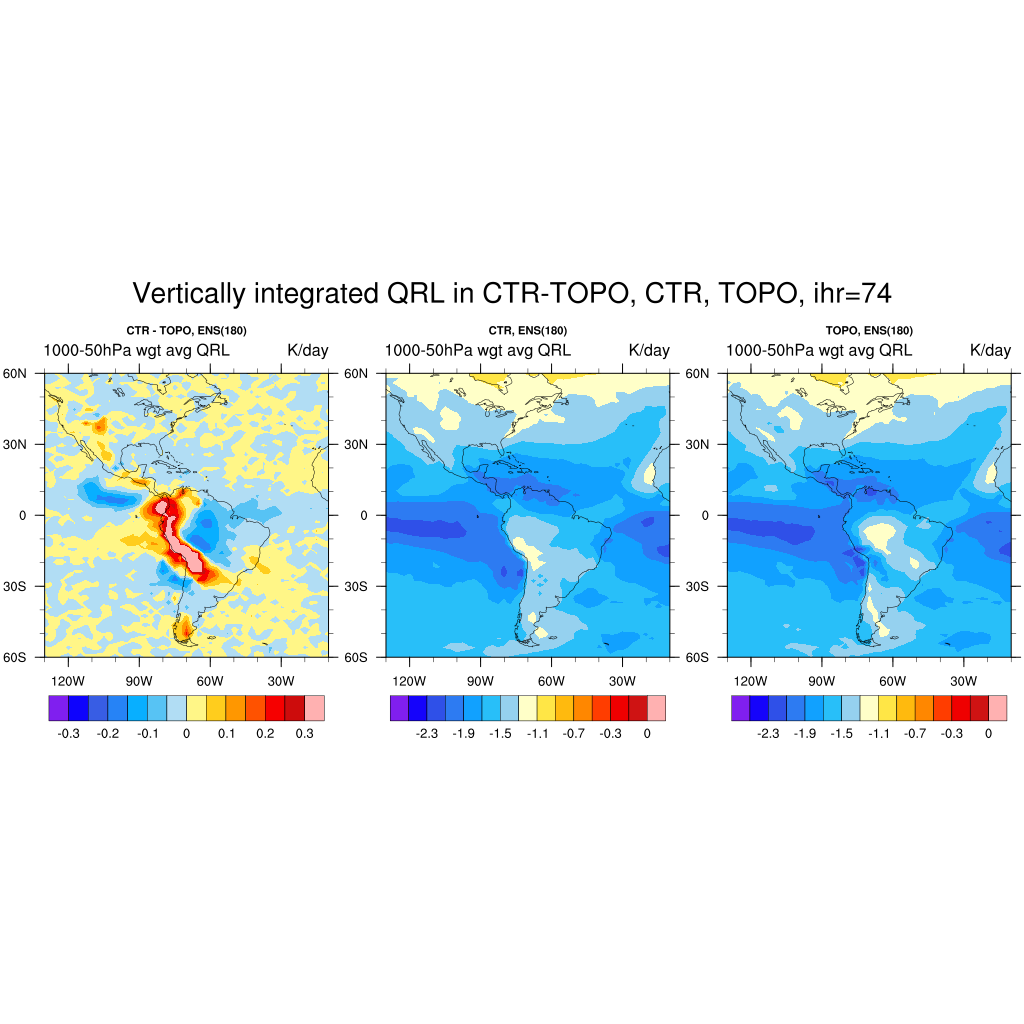 Vertically integrated QRL in CTR-TOPO, CTR, TOPO, ihr=74
CTR - TOPO, ENS(180)
1000-50hPa wgt avg QRL K/day
60N
30N
0
30S
60S
120W 90W 60W 30W
-0.3 -0.2 -0.1 0 0.1 0.2 0.3
CTR, ENS(180)
1000-50hPa wgt avg QRL K/day
60N
30N
0
30S
60S
120W 90W 60W 30W
-2.3 -1.9 -1.5 -1.1 -0.7 -0.3 0
TOPO, ENS(180)
1000-50hPa wgt avg QRL K/day
60N
30N
0
30S
60S
120W 90W 60W 30W
-2.3 -1.9 -1.5 -1.1 -0.7 -0.3 0